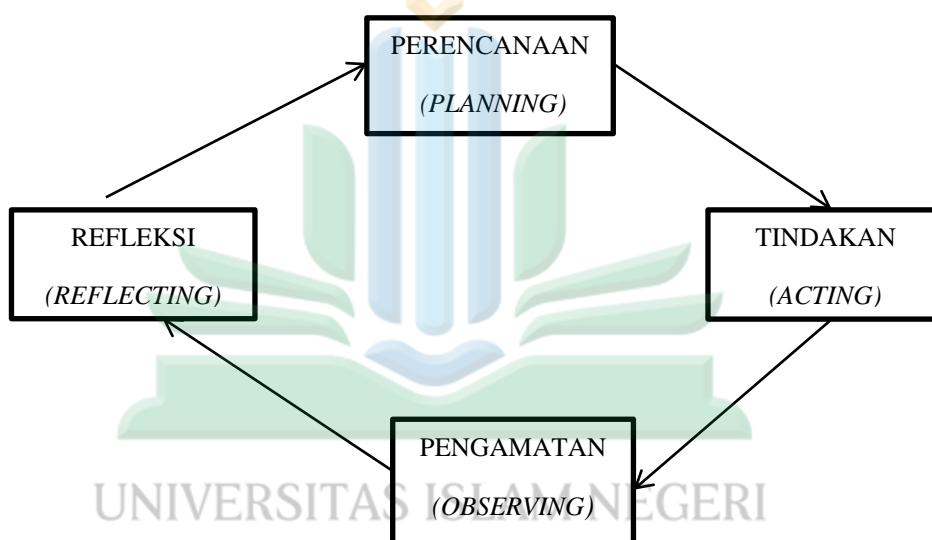 PERENCANAAN
(PLANNING)
REFLEKSI
(REFLECTING)
TINDAKAN
(ACTING)
PENGAMATAN
(OBSERVING)
UNIVERSITAS ISLAM NEGERI